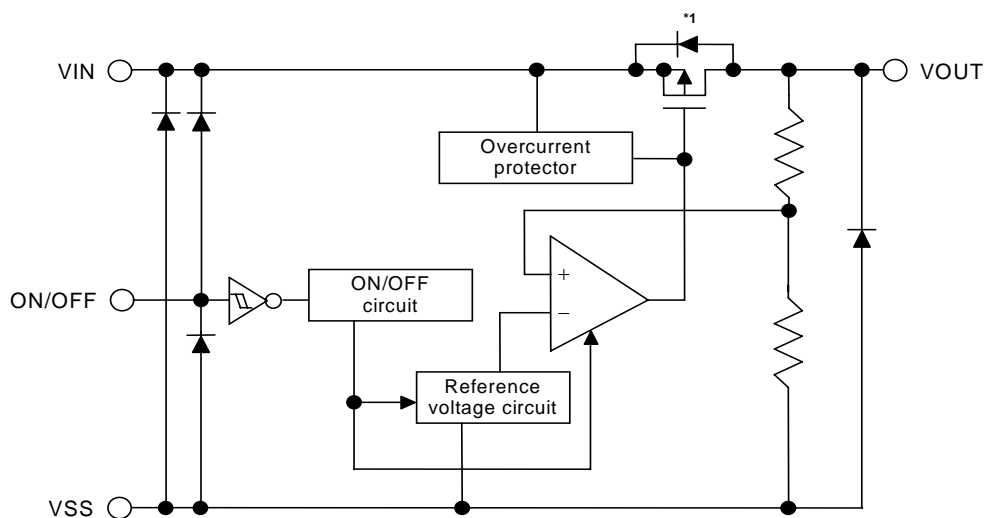 *1
VIN
VOUT
Overcurrent
protector
ON/OFF
ON/OFF
circuit
+
−
Reference
voltage circuit
VSS